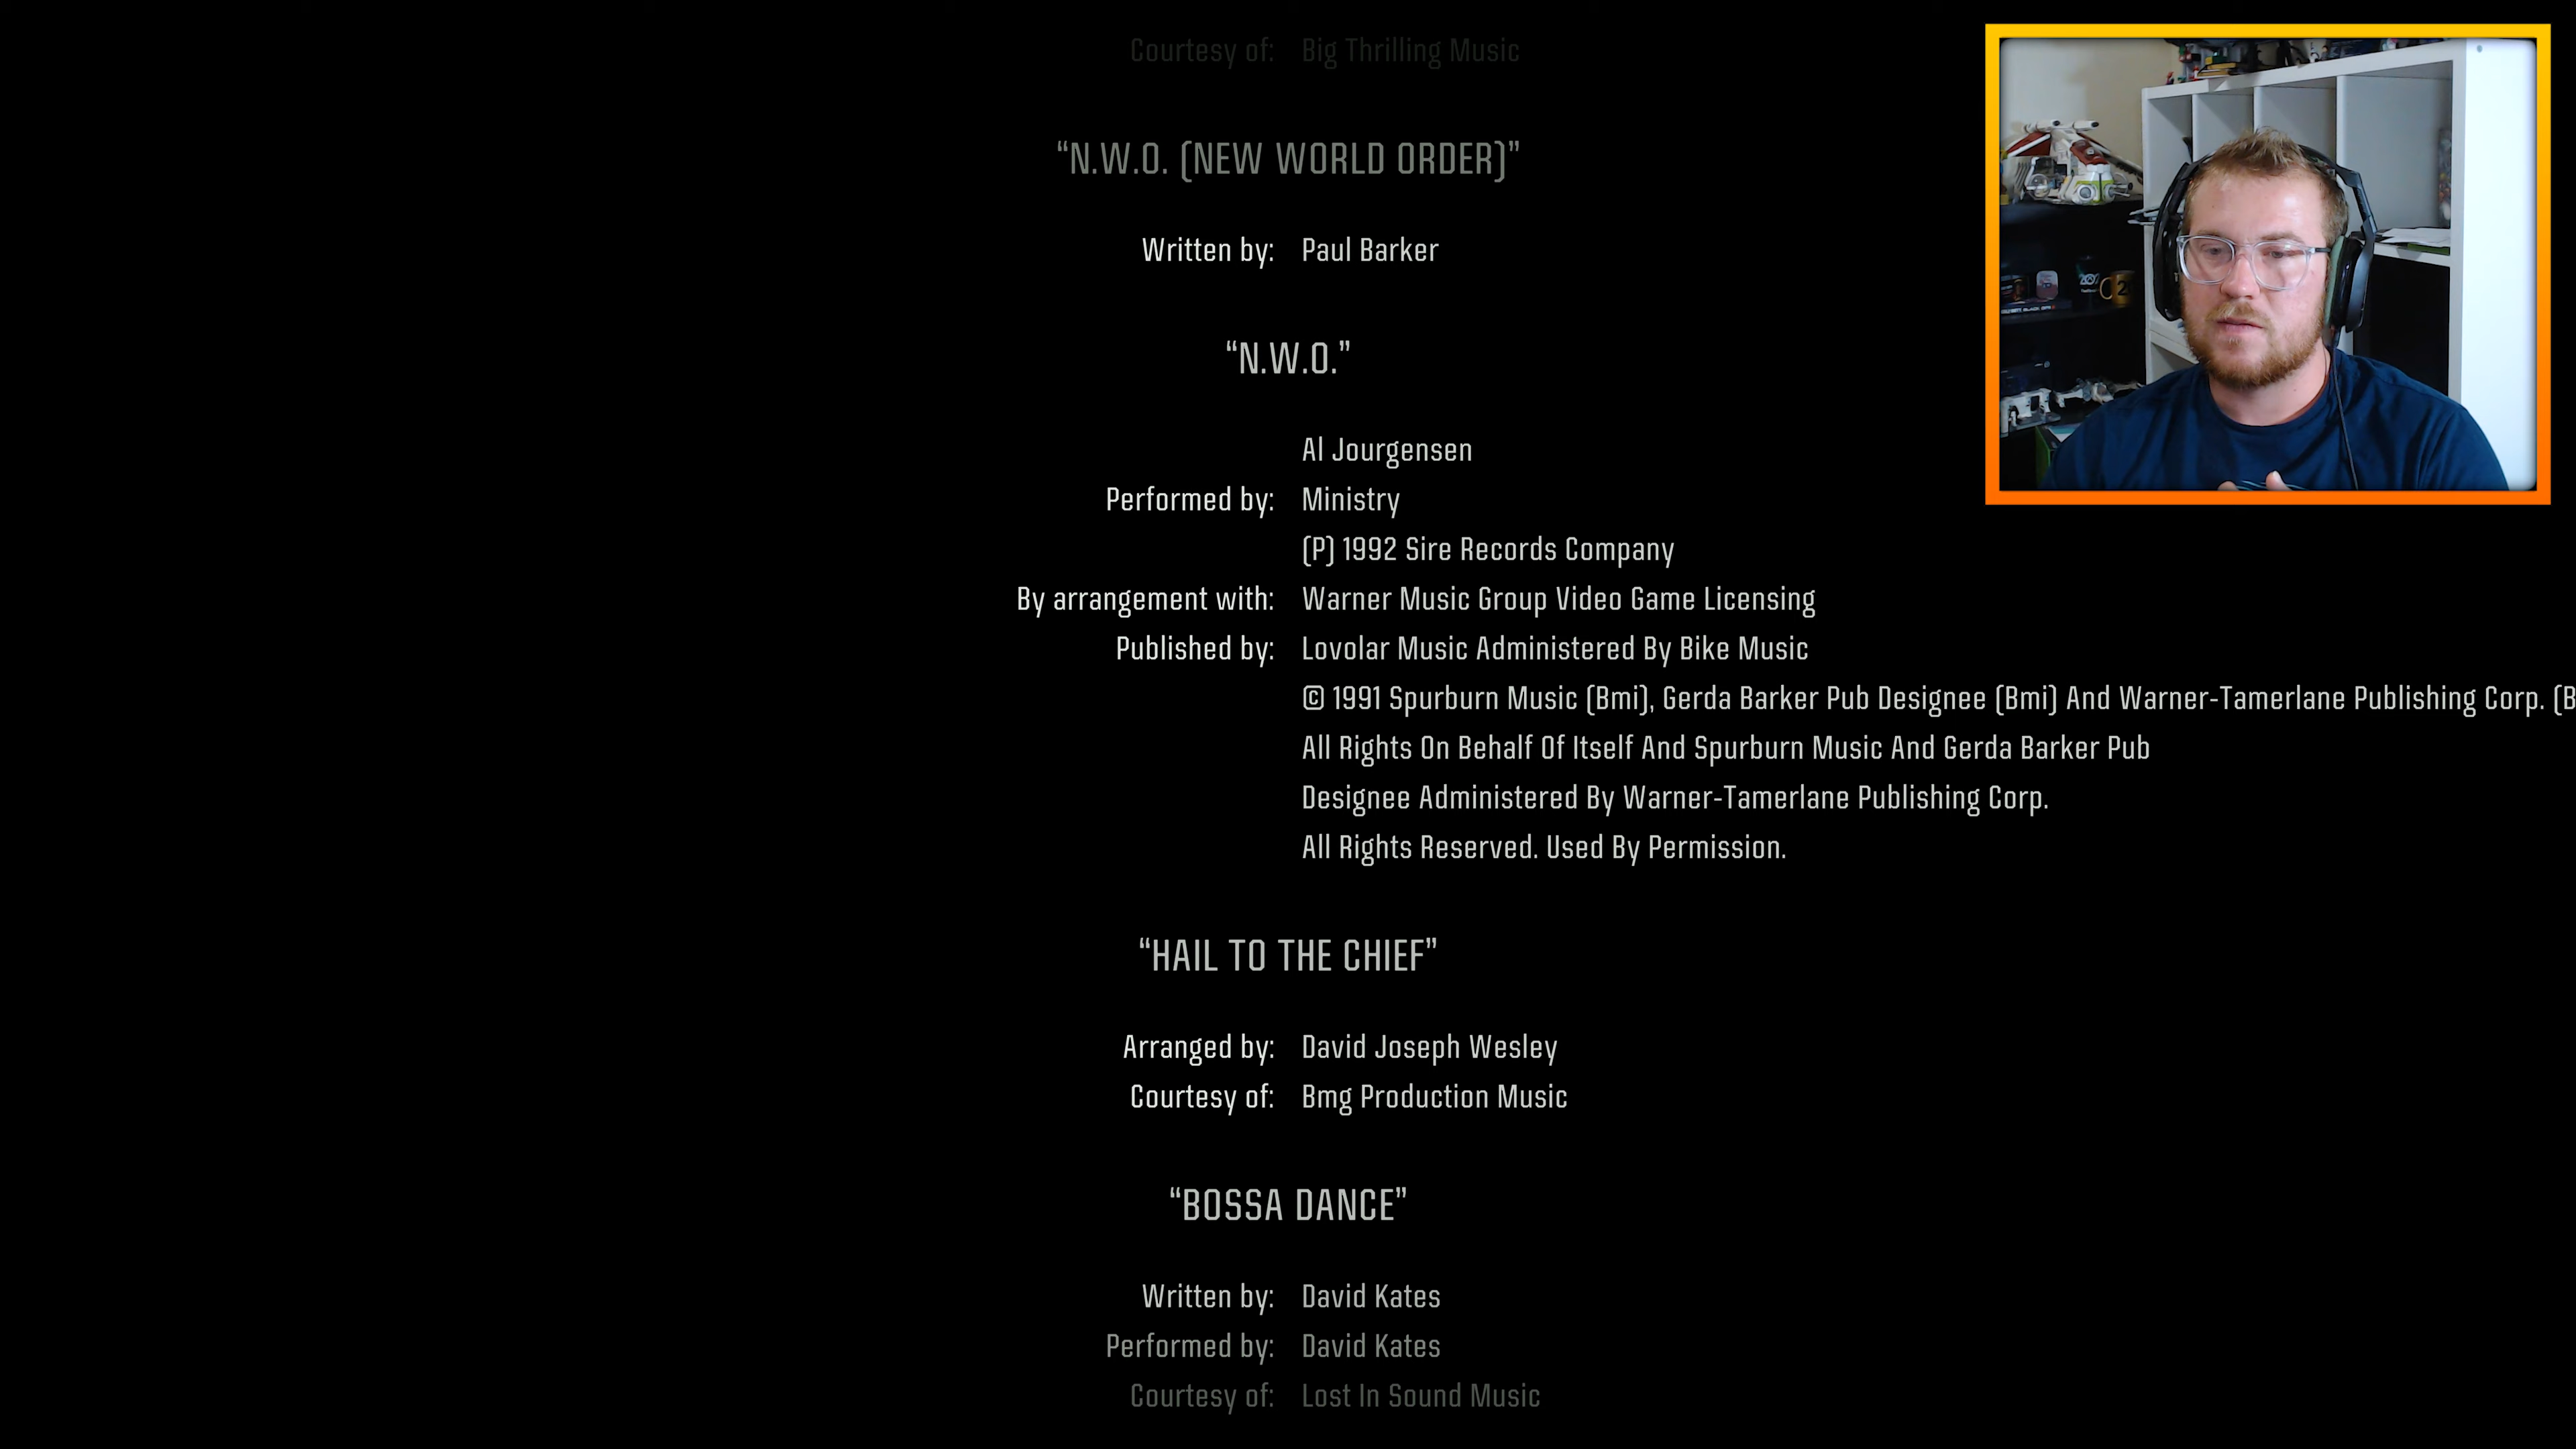 Courtesy of: Big Thrilling Music
“N.W.O. (NEW WORLD ORDER)”
Written by: Paul Barker
“N.W.O.”
Al Jourgensen
Performed by: Ministry
(P) 1992 Sire Records Company
By arrangement with: Warner Music Group Video Game Licensing
Published by: Lovolar Music Administered By Bike Music
© 1991 Spurburn Music (Bmi), Gerda Barker Pub Designee (Bmi) And Warner-Tamerlane Publishing Corp. (B
All Rights On Behalf Of Itself And Spurburn Music And Gerda Barker Pub
Designee Administered By Warner-Tamerlane Publishing Corp.
All Rights Reserved. Used By Permission.
“HAIL TO THE CHIEF”
Arranged by: David Joseph Wesley
Courtesy of: Bmg Production Music
“BOSSA DANCE”
Written by: David Kates
Performed by: David Kates
Courtesy of: Lost In Sound Music